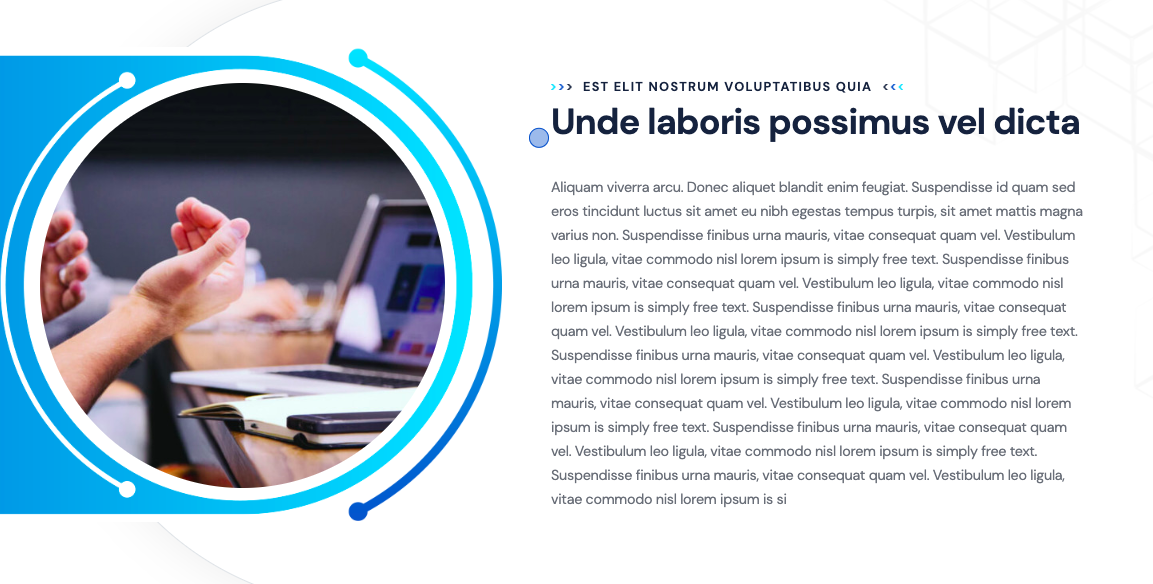 >>> EST ELIT NOSTRUM VOLUPTATIBUS QUIA <<<
Unde laboris possimus vel dicta
Aliquam viverra arcu. Donec aliquet blandit enim feugiat. Suspendisse id quam sed
eros tincidunt luctus sit amet eu nibh egestas tempus turpis, sit amet mattis magna
varius non. Suspendisse finibus urna mauris, vitae consequat quam vel. Vestibulum
leo ligula, vitae commodo nisl lorem ipsum is simply free text. Suspendisse finibus
urna mauris, vitae consequat quam vel. Vestibulum leo ligula, vitae commodo nisl
lorem ipsum is simply free text. Suspendisse finibus urna mauris, vitae consequat
quam vel. Vestibulum leo ligula, vitae commodo nisl lorem ipsum is simply free text.
Suspendisse finibus urna mauris, vitae consequat quam vel. Vestibulum leo ligula,
vitae commodo nisl lorem ipsum is simply free text. Suspendisse finibus urna
mauris, vitae consequat quam vel. Vestibulum leo ligula, vitae commodo nisl lorem
ipsum is simply free text. Suspendisse finibus urna mauris, vitae consequat quam
vel. Vestibulum leo ligula, vitae commodo nisl lorem ipsum is simply free text.
Suspendisse finibus urna mauris, vitae consequat quam vel. Vestibulum leo ligula,
vitae commodo nisl lorem ipsum is si